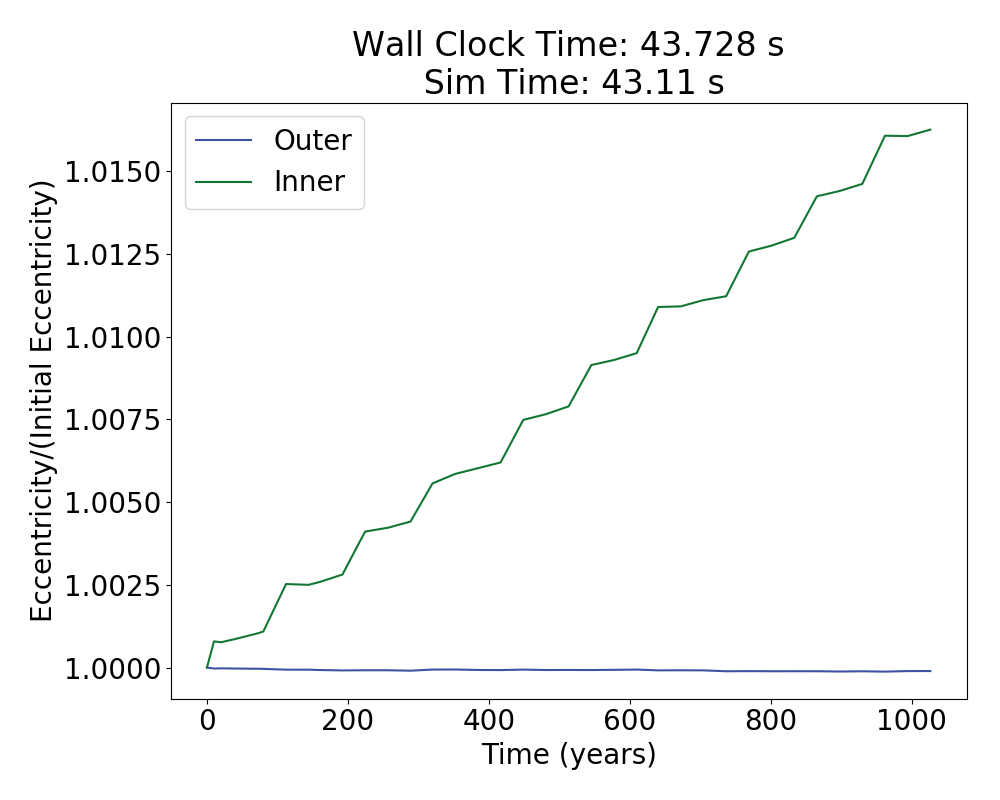 Wall Clock Time: 43.728 s
Sim Time: 43.11 s
Outer
Inner
Eccentricity/(Initial Eccentricity)
1.0150
1.0125
1.0100
1.0075
1.0050
1.0025
1.0000
0 200 400 600 800 1000
Time (years)